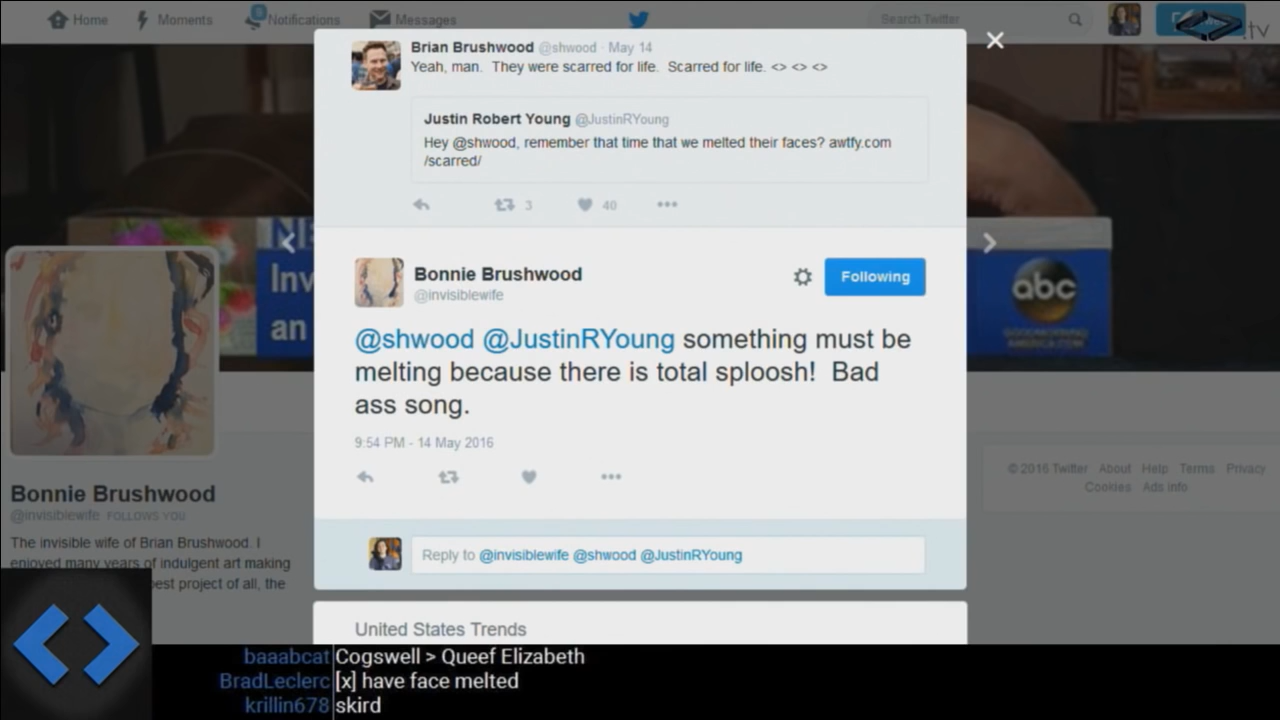 Home Moments Notifications Messages Search Twitter
.tv
Brian Brushwood @shwood · May 14
Yeah, man. They were scarred for life. Scarred for life. <> <> <>
Justin Robert Young @JustinRYoung
Hey @shwood, remember that time that we melted their faces? awtfy.com
/scarred/
3 40
Inv
an
abc
GOODMORNING
AMERICA.COM
Bonnie Brushwood
@invisiblewife
Following
@shwood @JustinRYoung something must be
melting because there is total sploosh! Bad
ass song.
9:54 PM - 14 May 2016
© 2016 Twitter About Help Terms Privacy
Cookies Ads info
Bonnie Brushwood
@invisiblewife FOLLOWS YOU
The invisible wife of Brian Brushwood. I
enjoyed many years of indulgent art making
best project of all, the
Reply to @invisiblewife @shwood @JustinRYoung
United States Trends
baaabcat Cogswell > Queef Elizabeth
BradLeclerc [x] have face melted
krillin678 skird